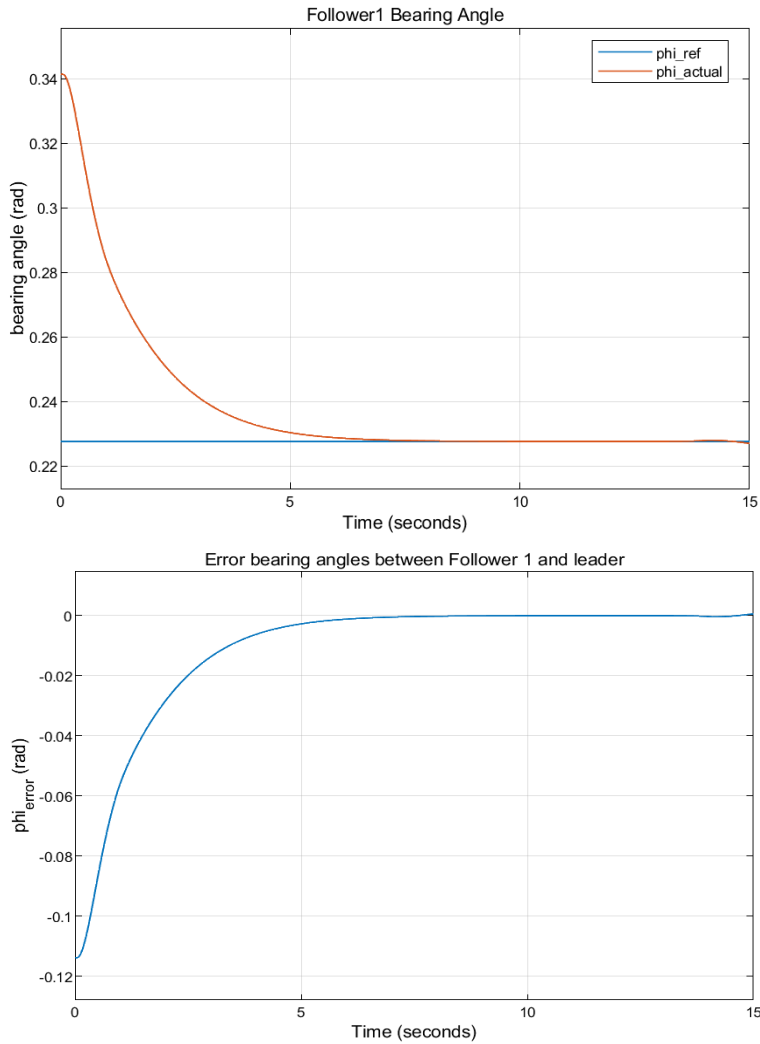 Follower1 Bearing Angle
phi_ref
phi_actual
0.34
0.32
0.3
0.28
0.26
0.24
0.22
bearing angle (rad)
0
5
10
15
Time (seconds)
Error bearing angles between Follower 1 and leader
0
-0.02
-0.04
-0.06
-0.08
-0.1
-0.12
phi_error (rad)
0
5
10
15
Time (seconds)